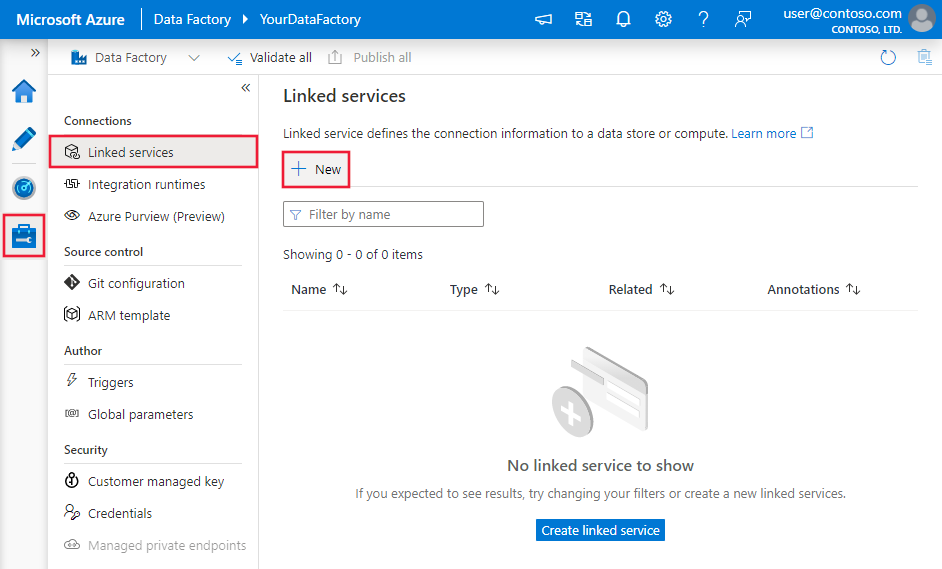 Microsoft Azure Data Factory YourDataFactory user@contoso.com
CONTOSO, LTD.
Data Factory Validate all Publish all
Connections
Linked services
Integration runtimes
Azure Purview (Preview)
Source control
Git configuration
ARM template
Author
Triggers
Global parameters
Security
Customer managed key
Credentials
Managed private endpoints
Linked services
Linked service defines the connection information to a data store or compute. Learn more
New
Filter by name
Showing 0 - 0 of 0 items
Name Type Related Annotations
No linked service to show
If you expected to see results, try changing your filters or create a new linked services.
Create linked service